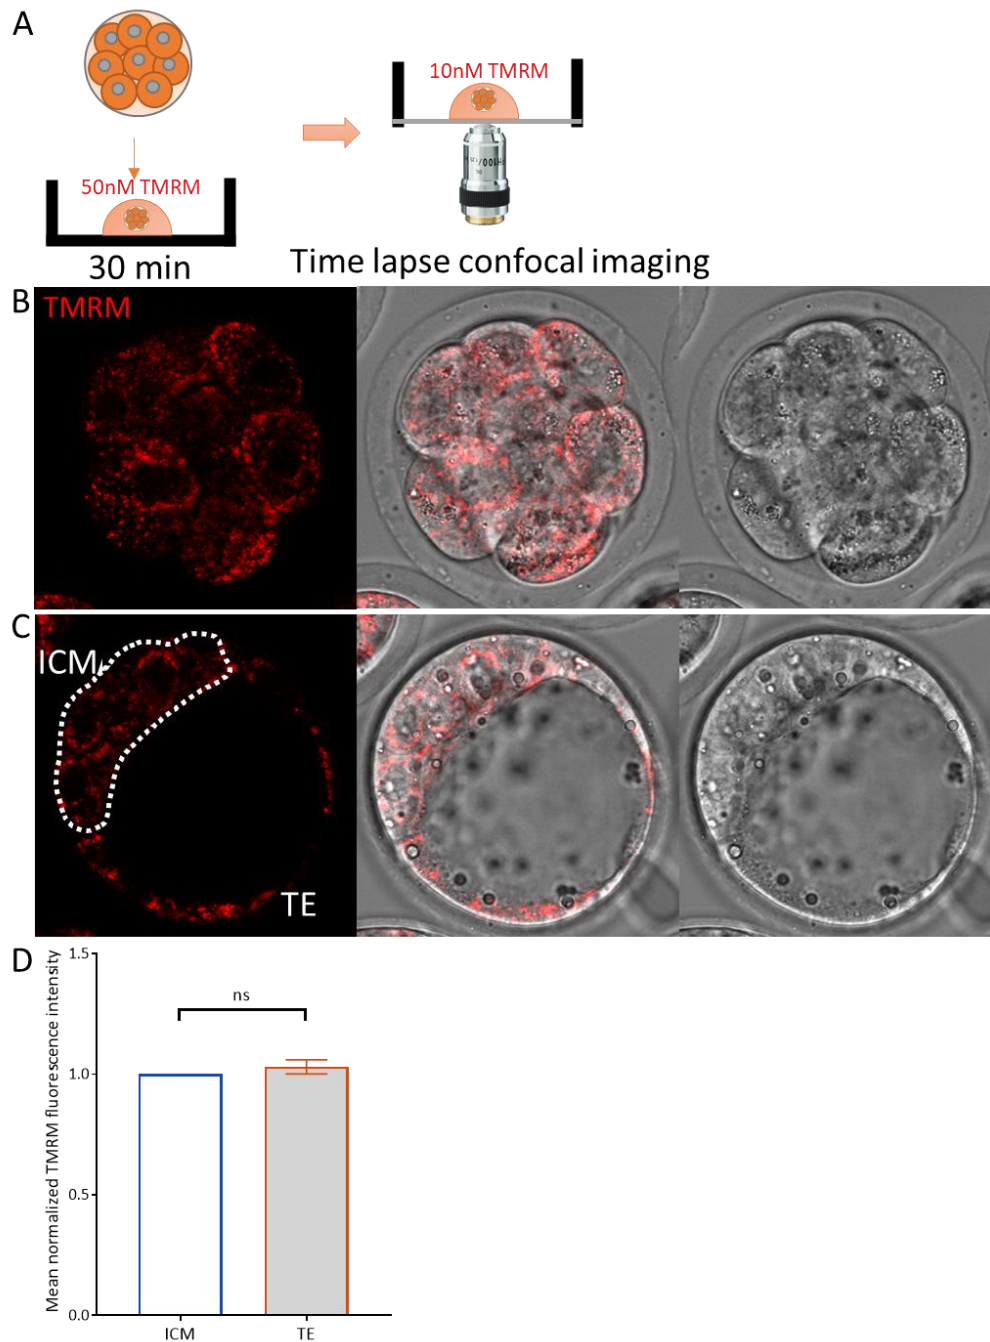 A
50nM TMRM
30 min
10nM TMRM
Time lapse confocal imaging
B
TMRM
C
ICM
TE
D
Mean normalized TMRM fluorescence intensity
1.5
1.0
0.5
0.0
ns
ICM
TE